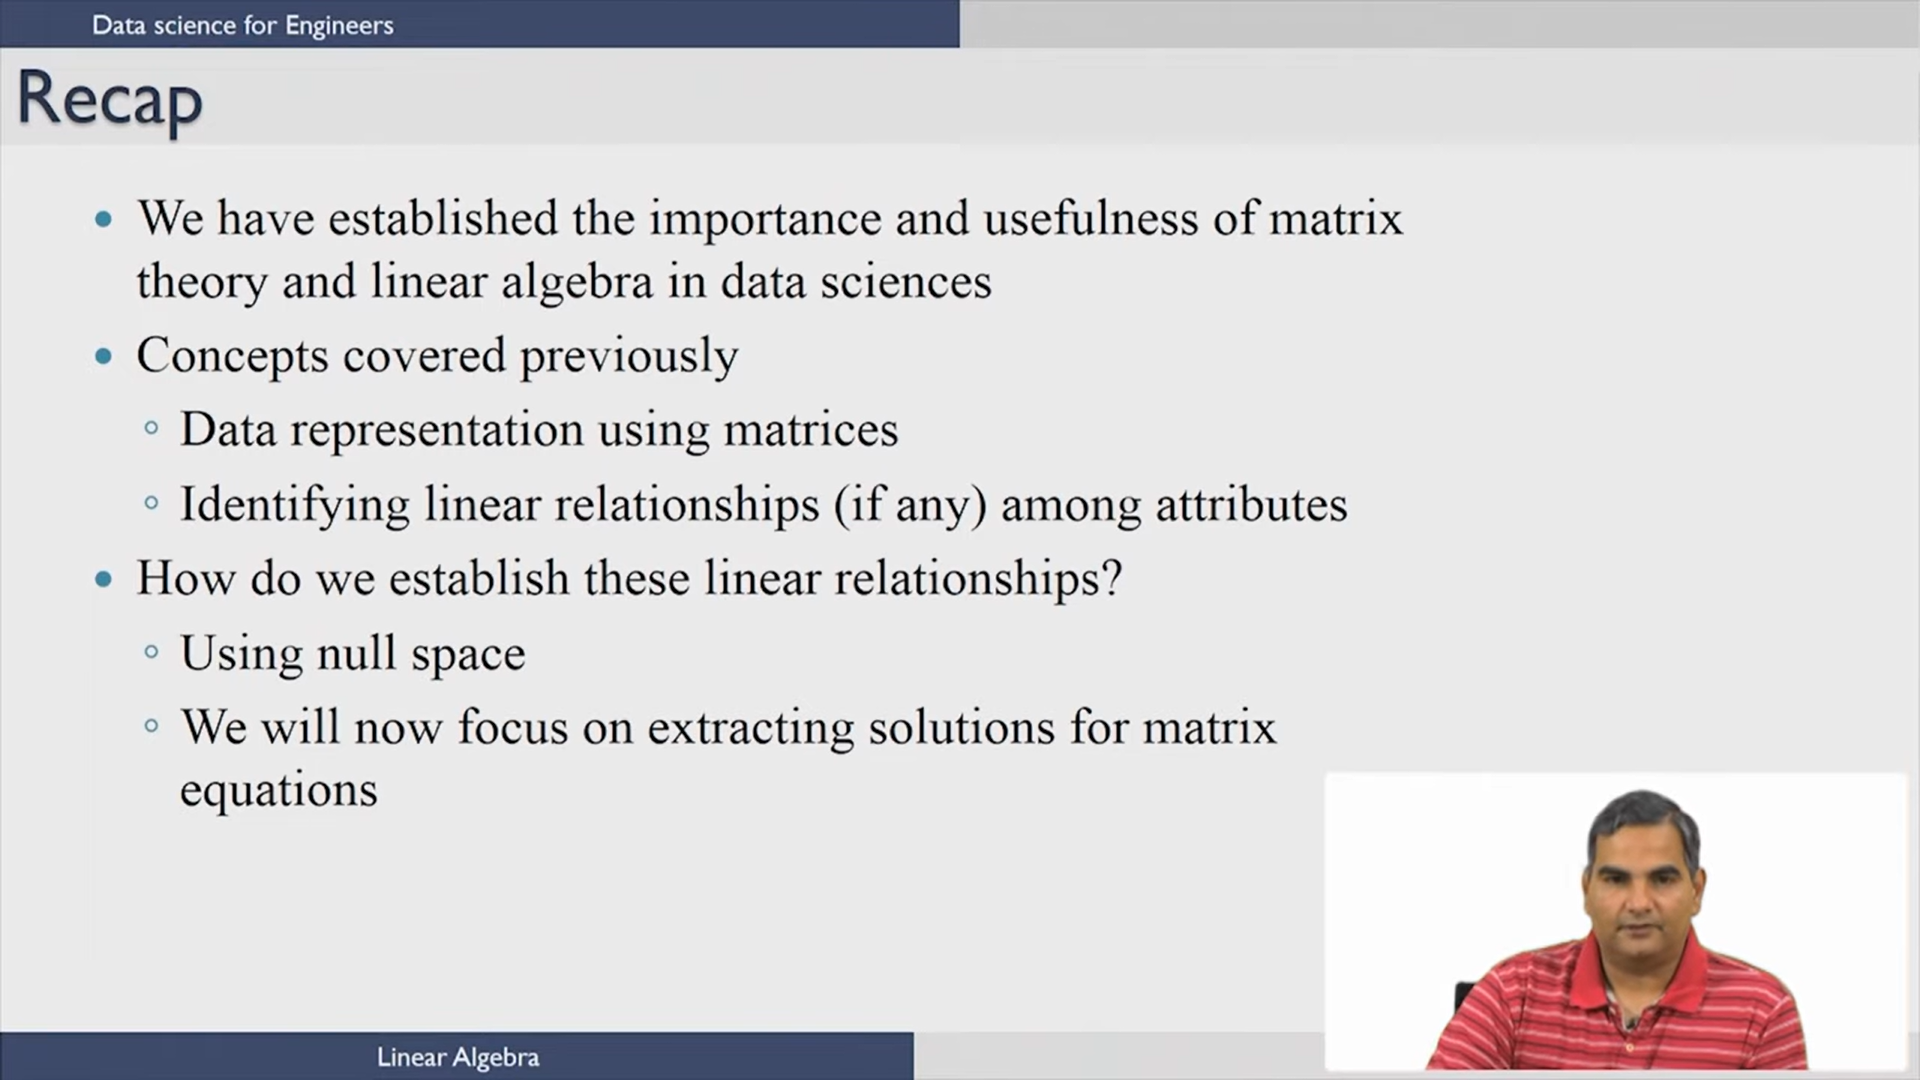 Data science for Engineers
Recap
• We have established the importance and usefulness of matrix
theory and linear algebra in data sciences
• Concepts covered previously
◦ Data representation using matrices
◦ Identifying linear relationships (if any) among attributes
• How do we establish these linear relationships?
◦ Using null space
◦ We will now focus on extracting solutions for matrix
equations
Linear Algebra